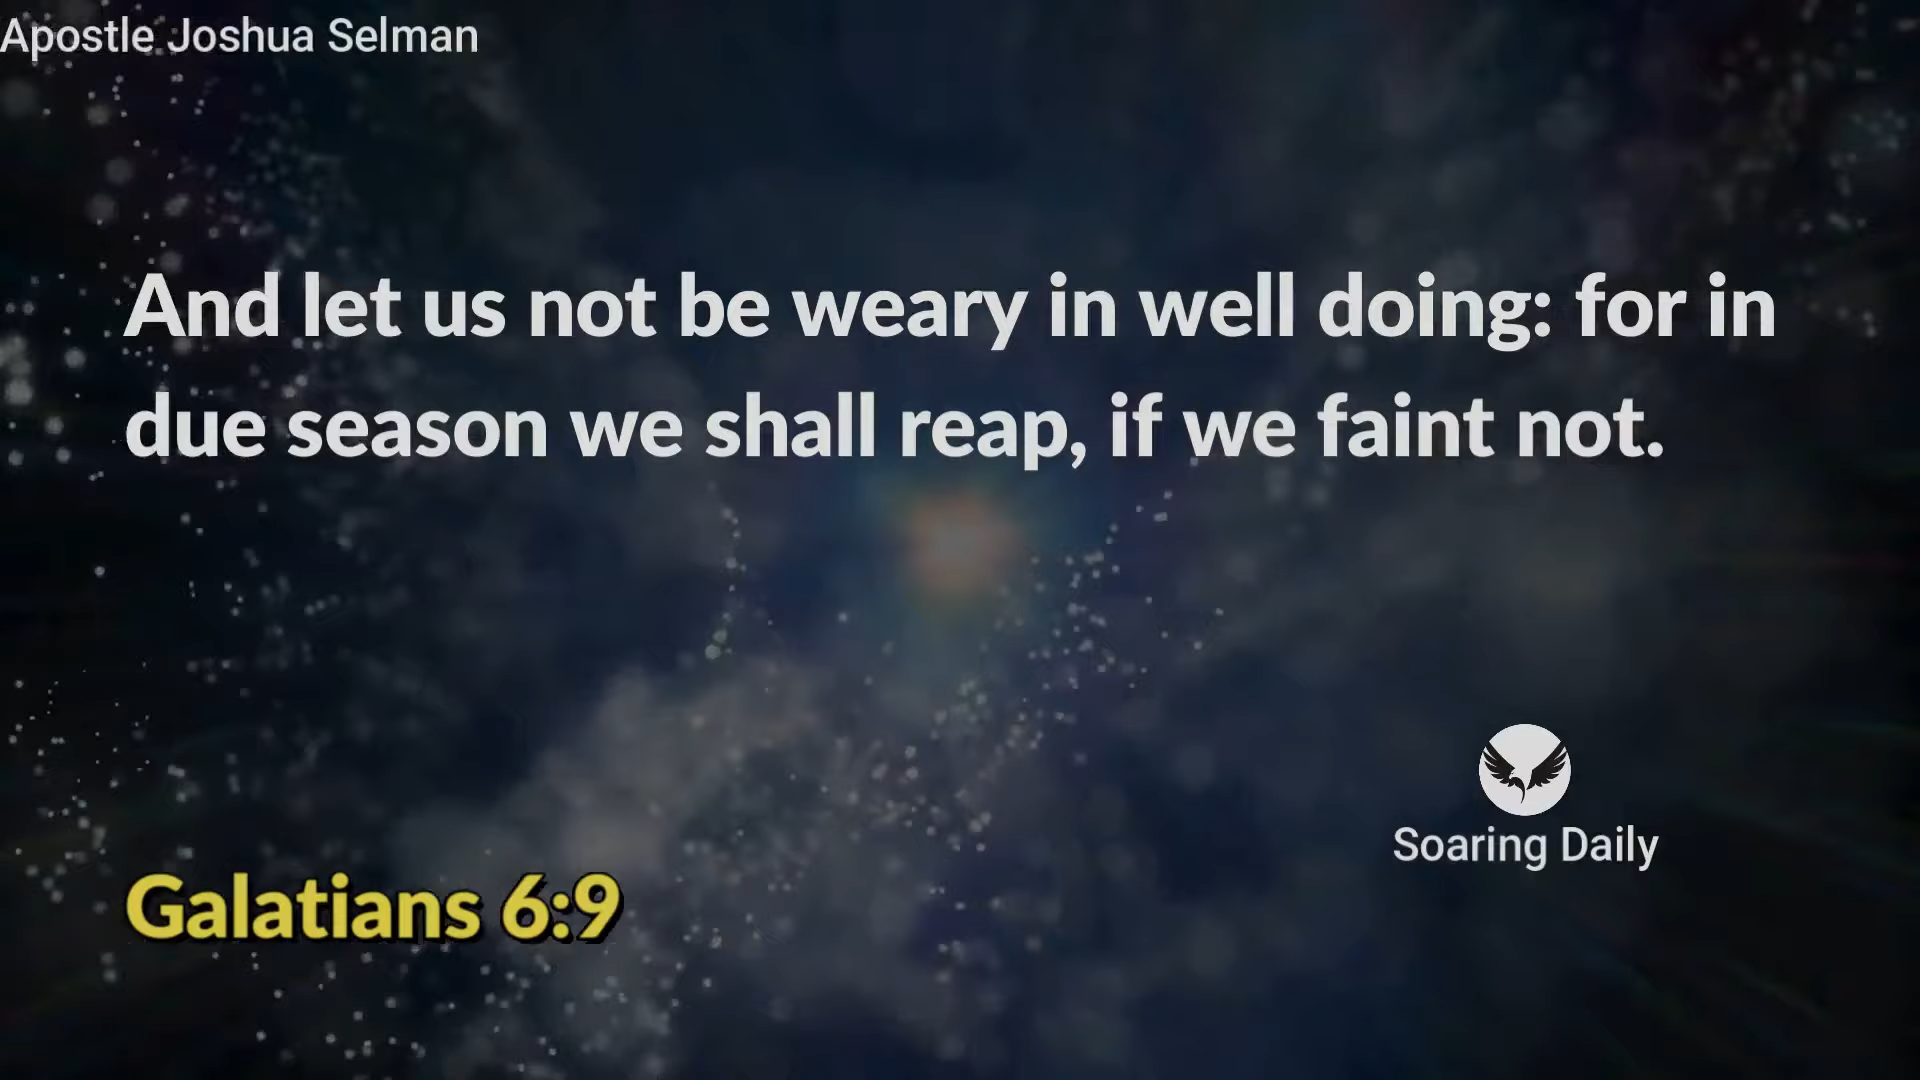 Apostle Joshua Selman
And let us not be weary in well doing: for in
due season we shall reap, if we faint not.
Soaring Daily
Galatians 6:9